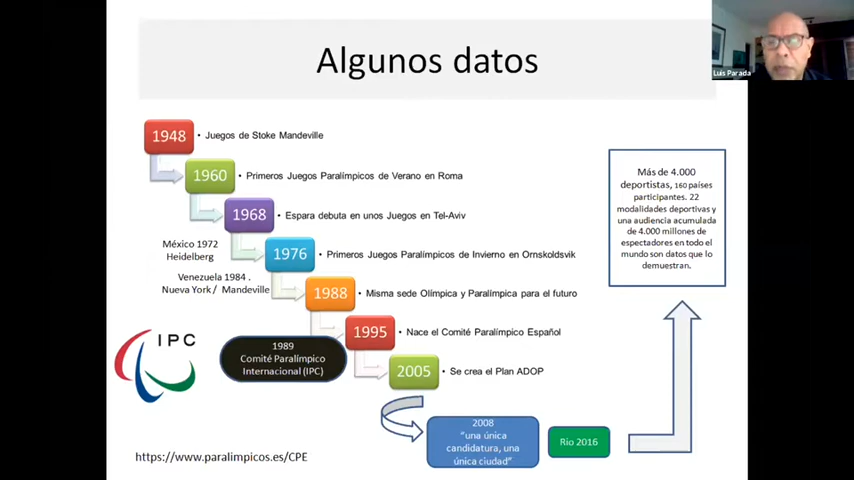 Algunos datos
Luis Parada
1948
• Juegos de Stoke Mandeville
1960
• Primeros Juegos Paralímpicos de Verano en Roma
1968
• Espara debuta en unos Juegos en Tel-Aviv
México 1972
Heidelberg
1976
• Primeros Juegos Paralímpicos de Invierno en Ornskoldsvik
Venezuela 1984 .
Nueva York / Mandeville
1988
• Misma sede Olímpica y Paralímpica para el futuro
1995
• Nace el Comité Paralímpico Español
IPC
1989
Comité Paralímpico
Internacional (IPC)
2005
• Se crea el Plan ADOP
2008
"una única
candidatura, una
única ciudad"
Rio 2016
Más de 4.000
deportistas, 160 países
participantes. 22
modalidades deportivas y
una audiencia acumulada
de 4.000 millones de
espectadores en todo el
mundo son datos que lo
demuestran.
https://www.paralimpicos.es/CPE